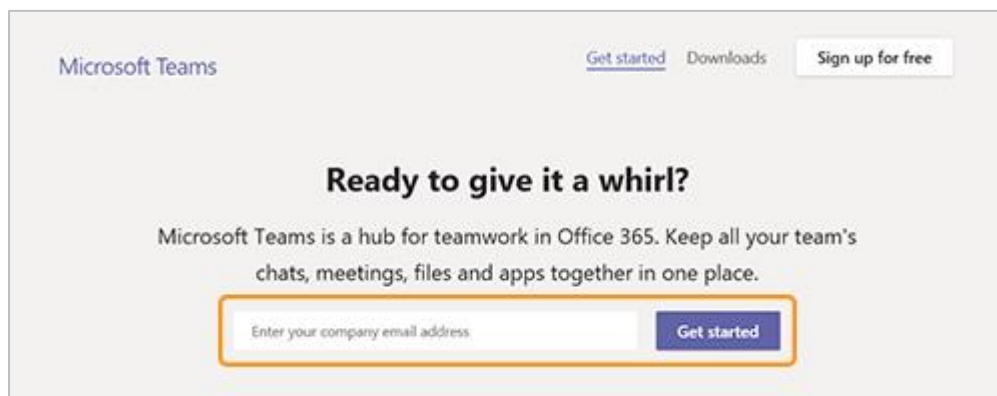 Microsoft Teams
Get started
Downloads
Sign up for free
Ready to give it a whirl?
Microsoft Teams is a hub for teamwork in Office 365. Keep all your team's
chats, meetings, files and apps together in one place.
Enter your company email address
Get started